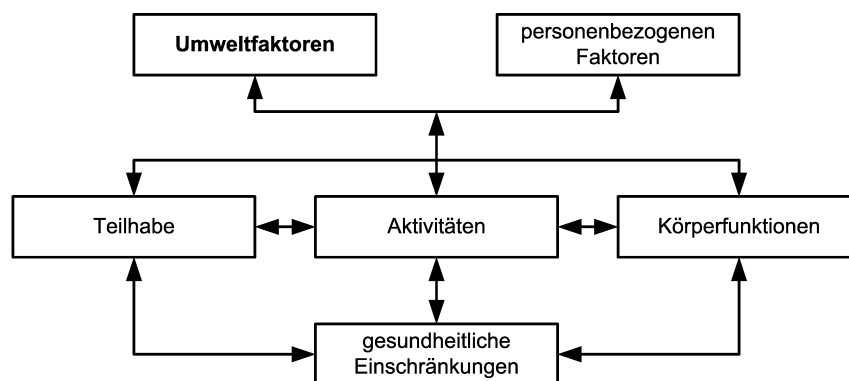 Umweltfaktoren
personenbezogenen
Faktoren
Teilhabe
Aktivitäten
Körperfunktionen
gesundheitliche
Einschränkungen